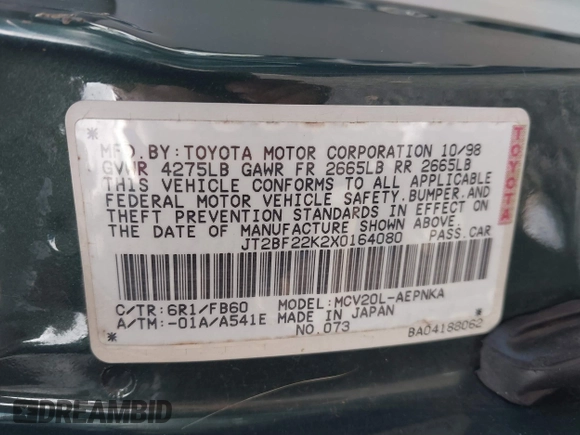 MFD.BY:TOYOTA MOTOR CORPORATION 10/98
GVWR 4275LB GAWR FR 2665LB RR 2665LB
THIS VEHICLE CONFORMS TO ALL APPLICABLE
FEDERAL MOTOR VEHICLE SAFETY,BUMPER,AND
THEFT PREVENTION STANDARDS IN EFFECT ON
THE DATE OF MANUFACTURE SHOWN ABOVE.
JT2BF22K2X0164080 PASS.CAR
C/TR:6R1/FB60 MODEL:MCV20L-AEPNKA
A/TM:-01A/A541E MADE IN JAPAN
NO.073 BA04188062
TOYOTA
DREAMBID